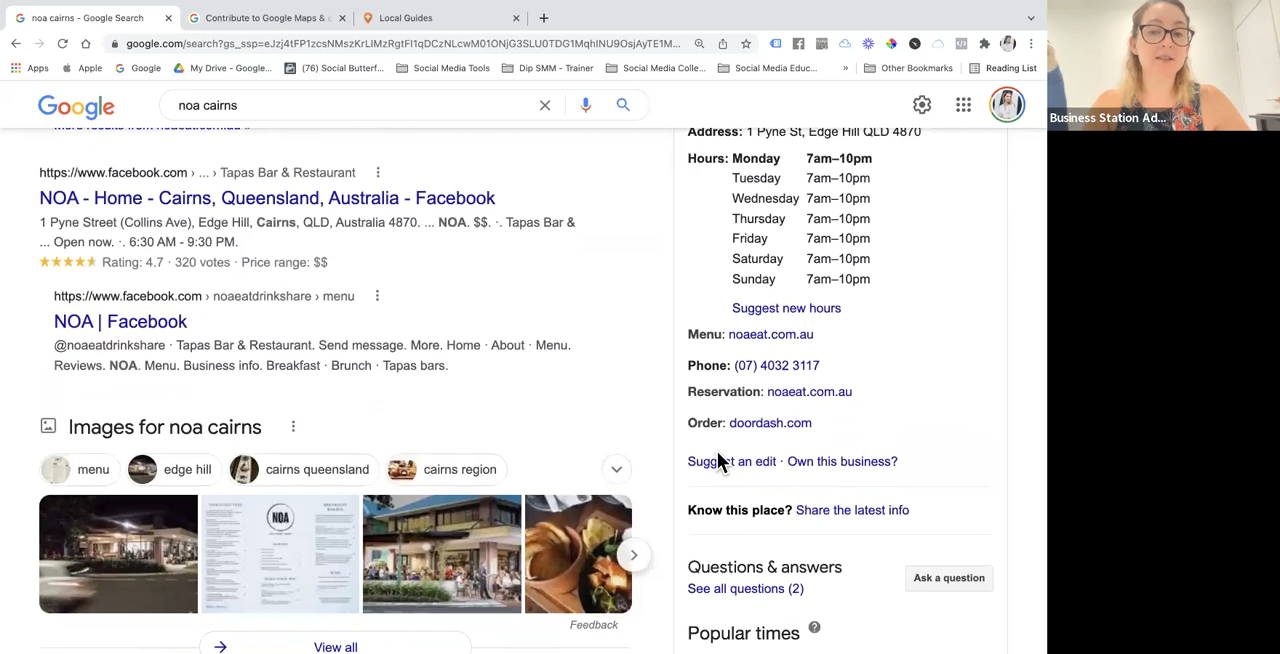 noa cairns - Google Search
Contribute to Google Maps &
Local Guides
google.com/search?gs_ssp=eJzj4tFP1zcsNMszKrLIMzRgtFI1qDCzNLcwM01ONjG3SLU0TDG1MqhINU9OsjAyTE1M...
Apps
Apple
Google
My Drive - Google...
(76) Social Butterf...
Social Media Tools
Dip SMM - Trainer
Social Media Colle...
Social Media Educ...
»
Other Bookmarks
Reading List
Business Station Ad...
Google
noa cairns
https://www.facebook.com › ... › Tapas Bar & Restaurant
NOA - Home - Cairns, Queensland, Australia - Facebook
1 Pyne Street (Collins Ave), Edge Hill, Cairns, QLD, Australia 4870. ... NOA. $$. ·. Tapas Bar &
... Open now. ·. 6:30 AM - 9:30 PM.
Rating: 4.7 · 320 votes · Price range: $$
https://www.facebook.com › noaeatdrinkshare › menu
NOA | Facebook
@noaeatdrinkshare · Tapas Bar & Restaurant. Send message. More. Home · About · Menu.
Reviews. NOA. Menu. Business info. Breakfast · Brunch · Tapas bars.
Images for noa cairns
menu
edge hill
cairns queensland
cairns region
NOA
Feedback
View all
Address: 1 Pyne St, Edge Hill QLD 4870
Hours: Monday 7am–10pm
Tuesday 7am–10pm
Wednesday 7am–10pm
Thursday 7am–10pm
Friday 7am–10pm
Saturday 7am–10pm
Sunday 7am–10pm
Suggest new hours
Menu: noaeat.com.au
Phone: (07) 4032 3117
Reservation: noaeat.com.au
Order: doordash.com
Suggest an edit · Own this business?
Know this place? Share the latest info
Questions & answers
See all questions (2)
Ask a question
Popular times